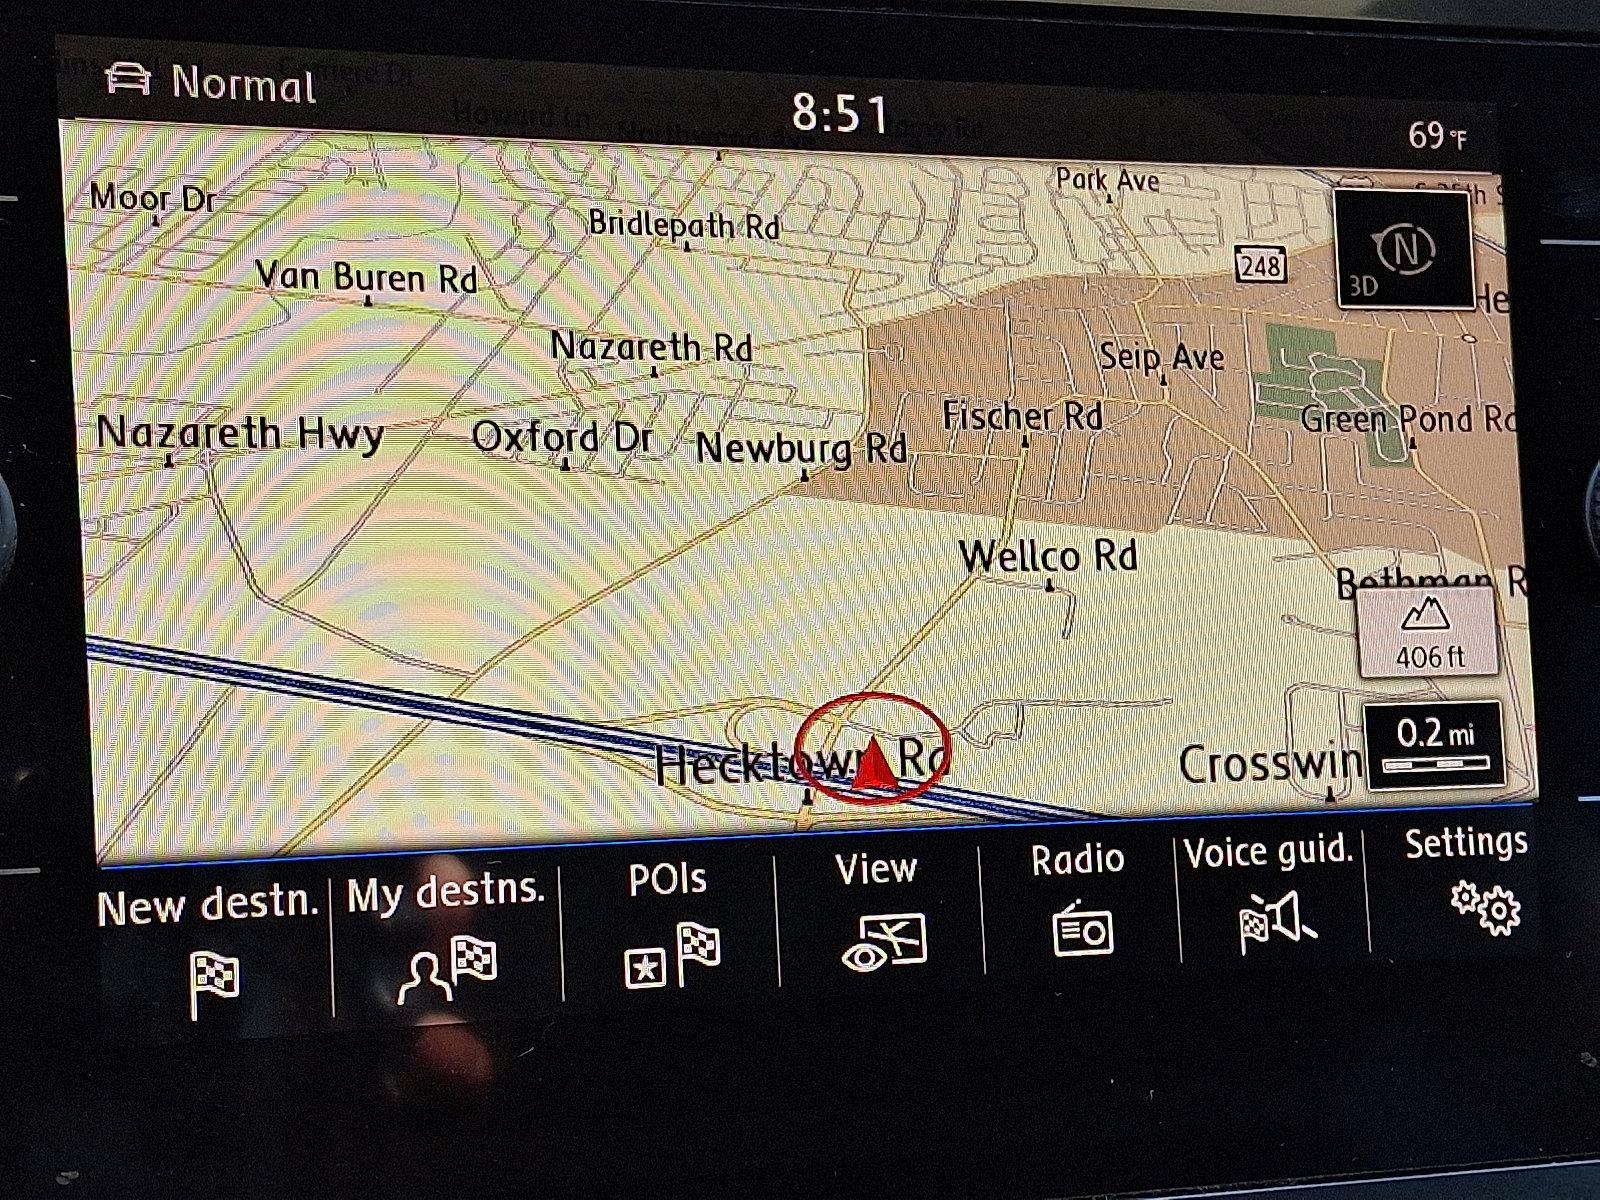 Normal
8:51
69°F
Moor Dr
Bridlepath Rd
Park Ave
Van Buren Rd
248
N
3D
Nazareth Rd
Seip Ave
Nazareth Hwy
Oxford Dr
Newburg Rd
Fischer Rd
Green Pond Rd
Wellco Rd
406 ft
Hecktown Rd
Crosswin
0.2 mi
New destn.
My destns.
POIs
View
Radio
Voice guid.
Settings